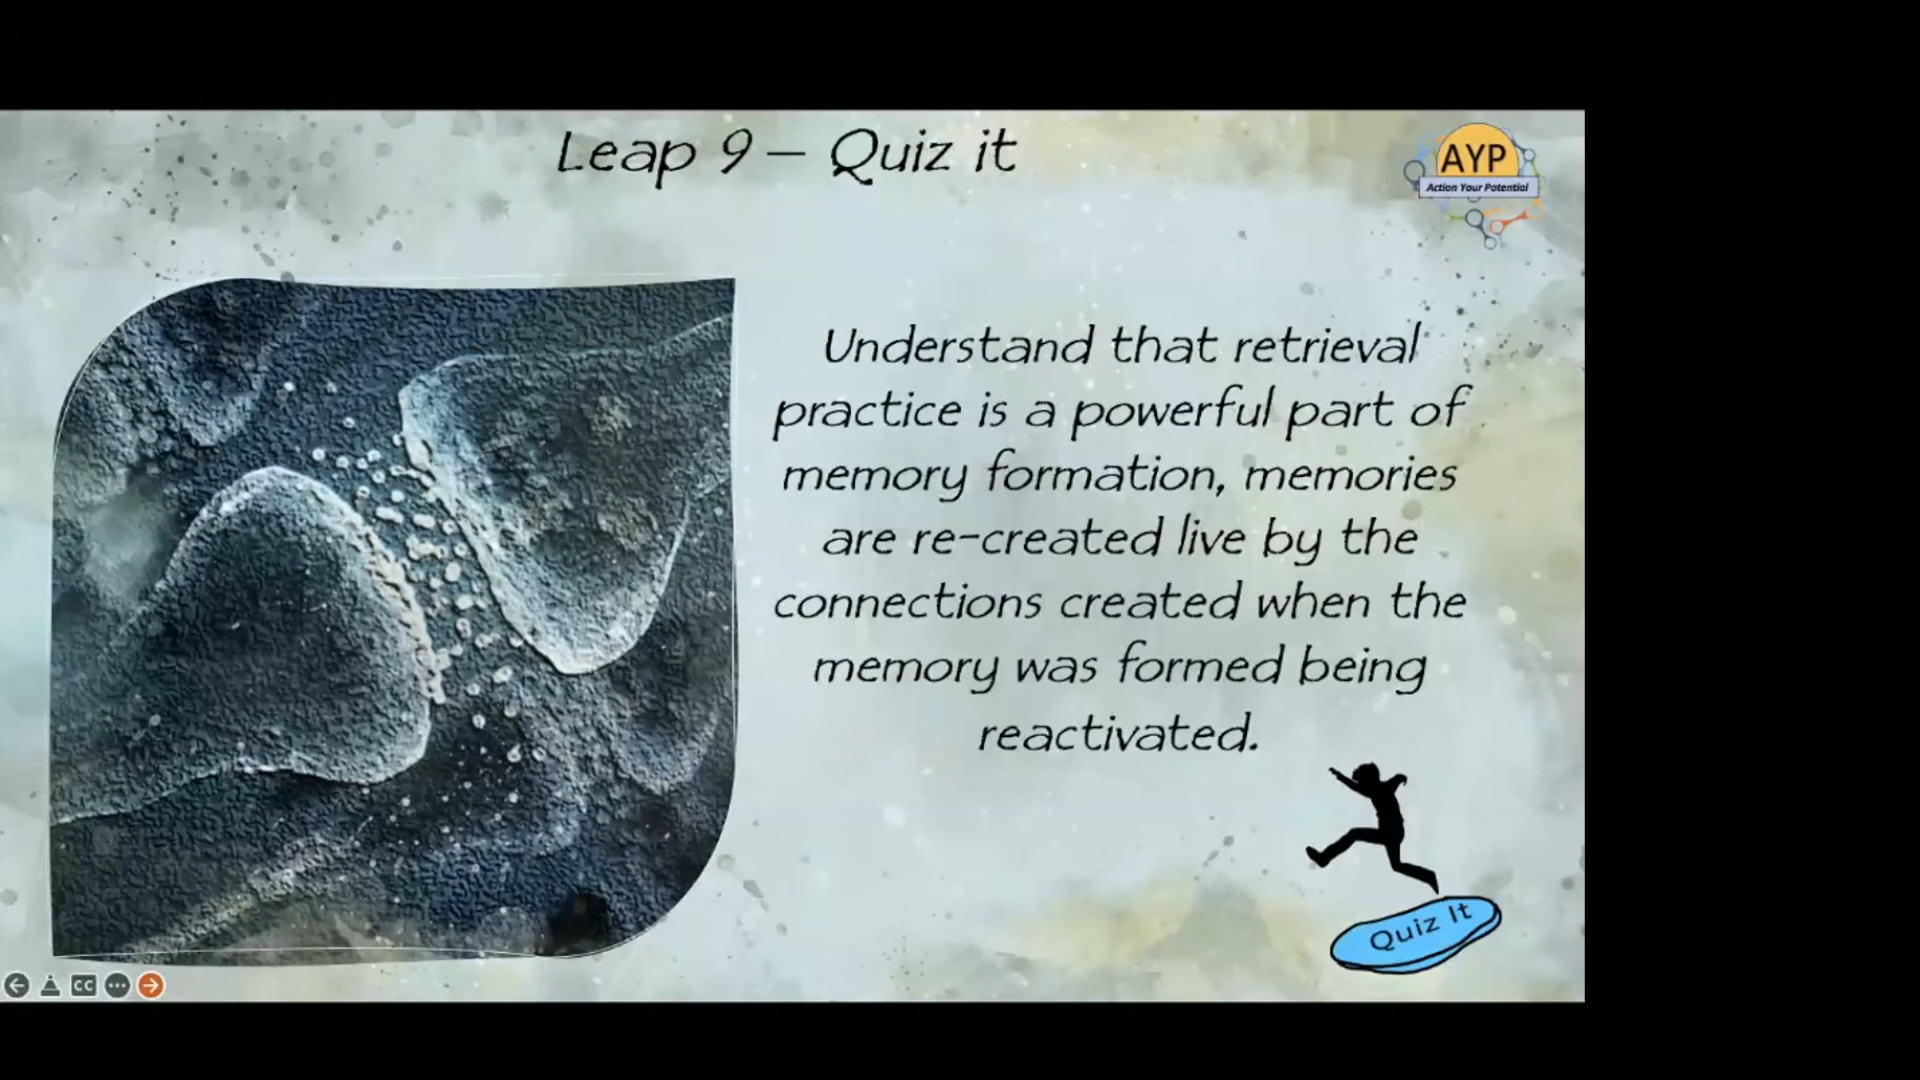 Leap 9 – Quiz it
AYP
Action Your Potential
Understand that retrieval
practice is a powerful part of
memory formation, memories
are re-created live by the
connections created when the
memory was formed being
reactivated.
Quiz It
CC